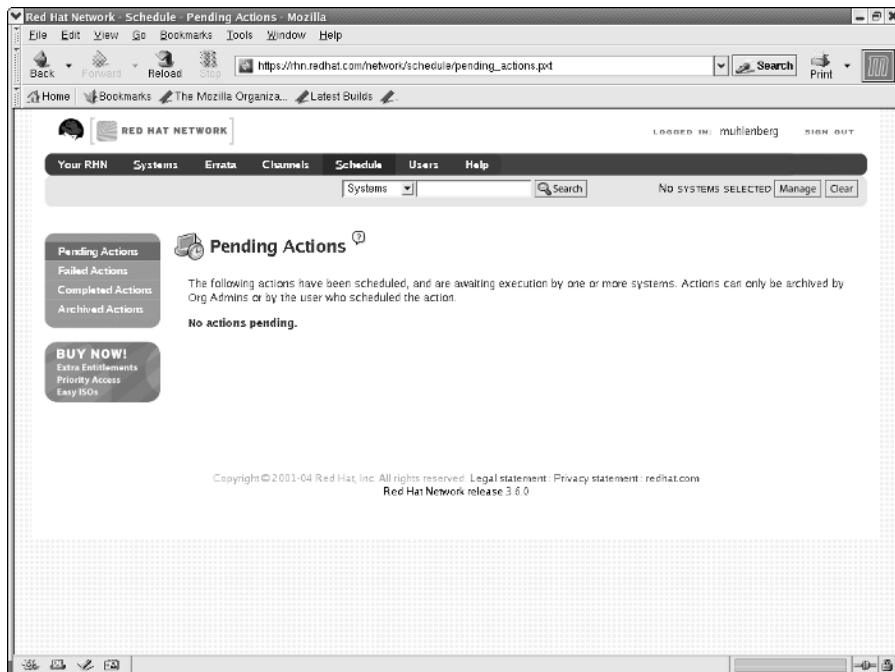 Red Hat Network - Schedule - Pending Actions - Mozilla
File Edit View Go Bookmarks Tools Window Help
Back Forward Reload Stop https://rhn.redhat.com/network/schedule/pending_actions.pxt Search Print
Home Bookmarks The Mozilla Organiza... Latest Builds
RED HAT NETWORK LOGGED IN: muhlenberg SIGN OUT
Your RHN Systems Errata Channels Schedule Users Help
Systems Search NO SYSTEMS SELECTED Manage Clear
Pending Actions
Failed Actions
Completed Actions
Archived Actions
BUY NOW!
Extra Entitlements
Priority Access
Easy ISOs
Pending Actions ?
The following actions have been scheduled, and are awaiting execution by one or more systems. Actions can only be archived by
Org Admins or by the user who scheduled the action.
No actions pending.
Copyright © 2001-04 Red Hat, Inc. All rights reserved. Legal statement : Privacy statement : redhat.com
Red Hat Network release 3.6.0